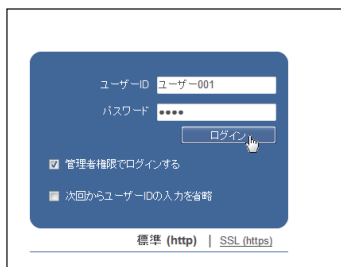 ユーザーID ユーザー001
パスワード ••••
ログイン
管理者権限でログインする
次回からユーザーIDの入力を省略
標準 (http) | SSL (https)